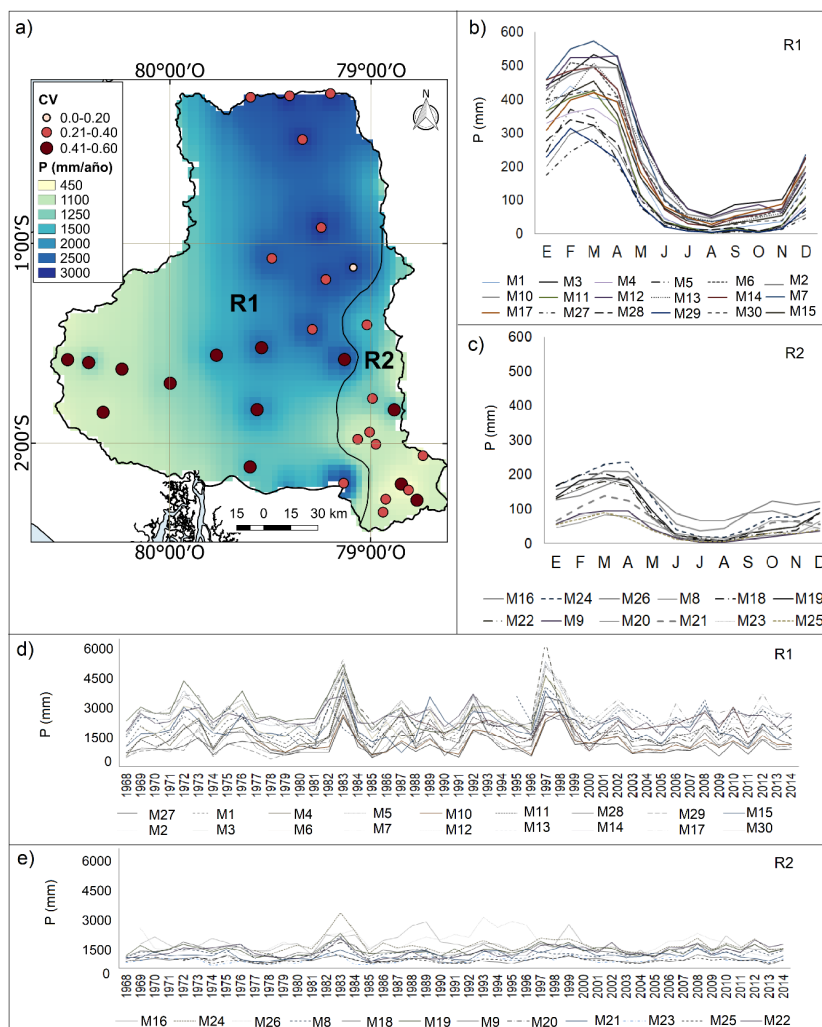 a)
80°00'O 79°00'O
N
CV
0.0-0.20
0.21-0.40
0.41-0.60
P (mm/año)
450
1100
1250
1500
2000
2500
3000
1°00'S
2°00'S
R1
R2
15 0 15 30 km
80°00'O 79°00'O
b) R1
P (mm)
600
500
400
300
200
100
0
E F M A M J J A S O N D
M1 M3 M4 M5 M6 M2
M10 M11 M12 M13 M14 M7
M17 M27 M28 M29 M30 M15
c) R2
P (mm)
600
500
400
300
200
100
0
E F M A M J J A S O N D
M16 M24 M26 M8 M18 M19
M22 M9 M20 M21 M23 M25
d) R1
P (mm)
6000
4500
3000
1500
0
1968 1969 1970 1971 1972 1973 1974 1975 1976 1977 1978 1979 1980 1981 1982 1983 1984 1985 1986 1987 1988 1989 1990 1991 1992 1993 1994 1995 1996 1997 1998 1999 2000 2001 2002 2003 2004 2005 2006 2007 2008 2009 2010 2011 2012 2013 2014
M27 M1 M4 M5 M10 M11 M28 M29 M15
M2 M3 M6 M7 M12 M13 M14 M17 M30
e) R2
P (mm)
6000
4500
3000
1500
0
1968 1969 1970 1971 1972 1973 1974 1975 1976 1977 1978 1979 1980 1981 1982 1983 1984 1985 1986 1987 1988 1989 1990 1991 1992 1993 1994 1995 1996 1997 1998 1999 2000 2001 2002 2003 2004 2005 2006 2007 2008 2009 2010 2011 2012 2013 2014
M16 M24 M26 M8 M18 M19 M9 M20 M21 M23 M25 M22